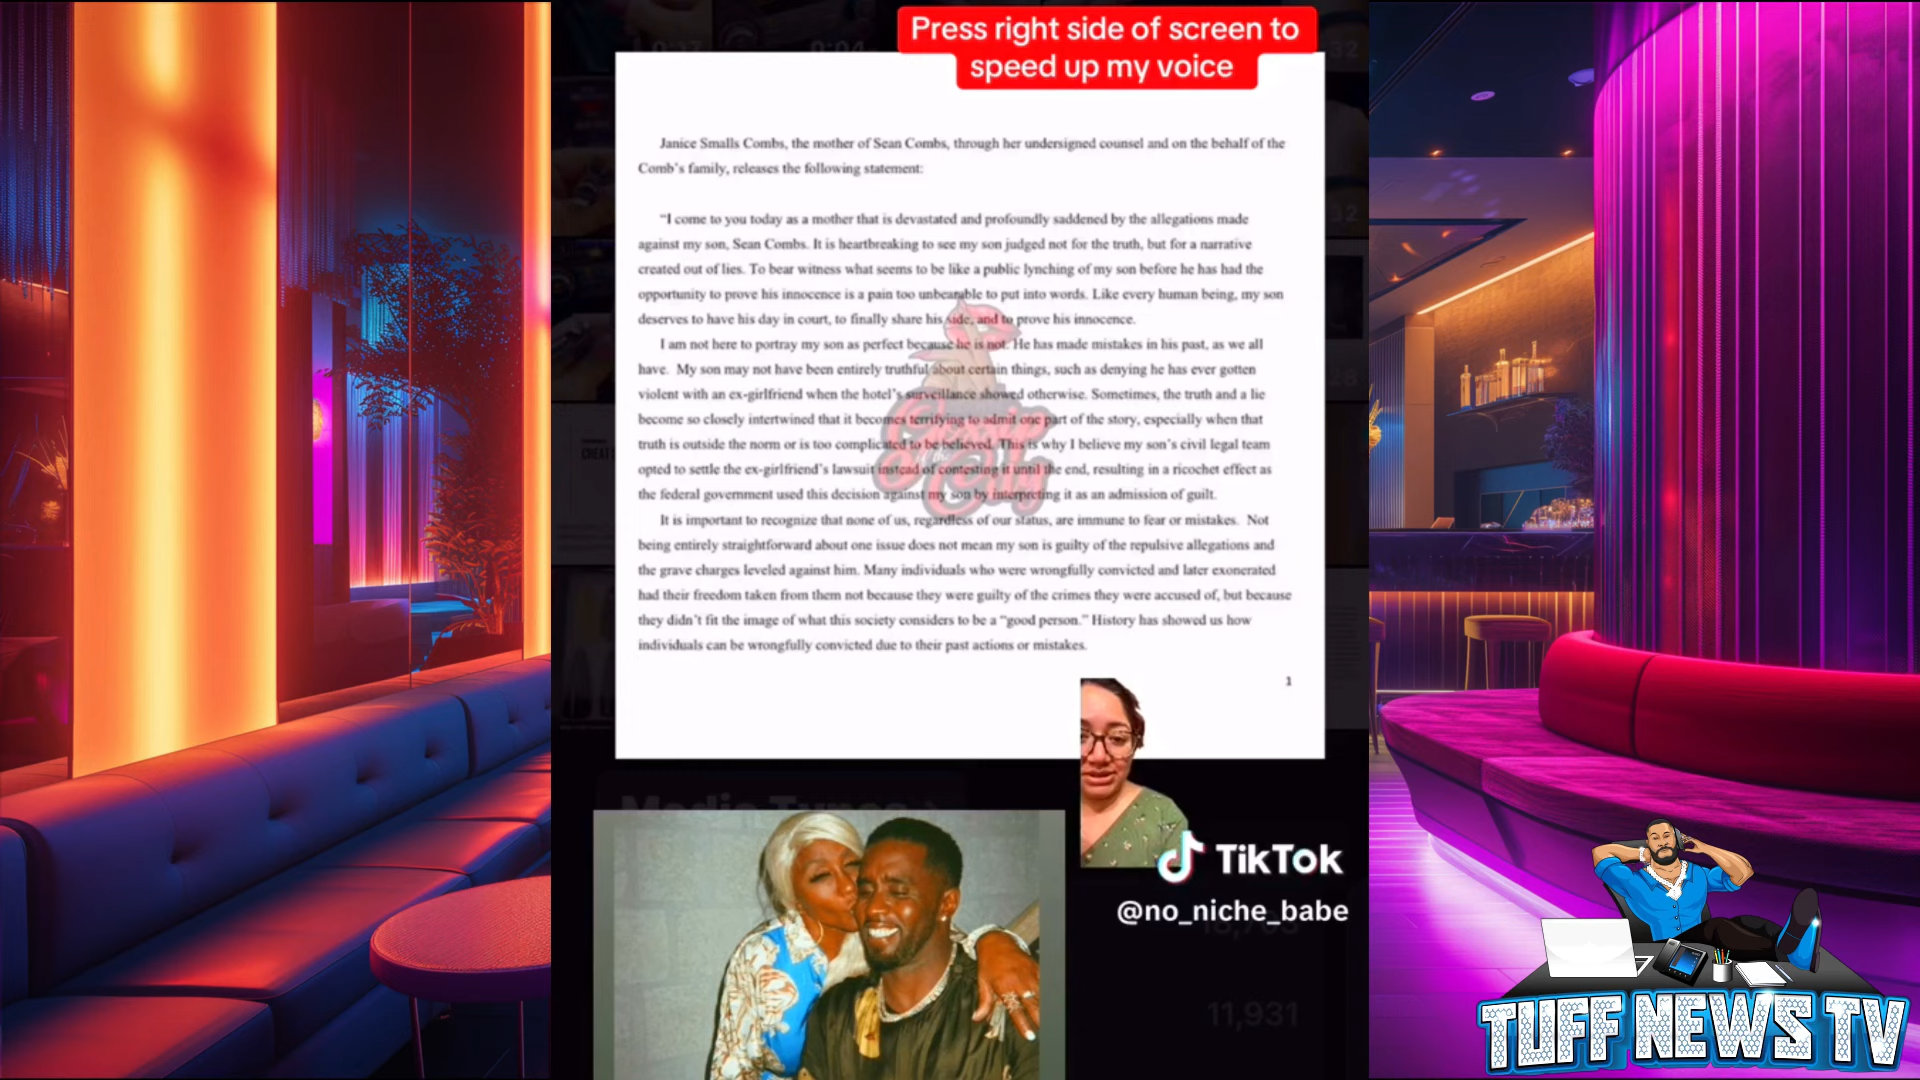 Press right side of screen to
speed up my voice
Janice Smalls Combs, the mother of Sean Combs, through her undersigned counsel and on the behalf of the
Comb's family, releases the following statement:
"I come to you today as a mother that is devastated and profoundly saddened by the allegations made
against my son, Sean Combs. It is heartbreaking to see my son judged not for the truth, but for a narrative
created out of lies. To bear witness what seems to be like a public lynching of my son before he has had the
opportunity to prove his innocence is a pain too unbearable to put into words. Like every human being, my son
deserves to have his day in court, to finally share his side, and to prove his innocence.
I am not here to portray my son as perfect because he is not. He has made mistakes in his past, as we all
have. My son may not have been entirely truthful about certain things, such as denying he has ever gotten
violent with an ex-girlfriend when the hotel's surveillance showed otherwise. Sometimes, the truth and a lie
become so closely intertwined that it becomes terrifying to admit one part of the story, especially when that
truth is outside the norm or is too complicated to be believed. This is why I believe my son's civil legal team
opted to settle the ex-girlfriend's lawsuit instead of contesting it until the end, resulting in a ricochet effect as
the federal government used this decision against my son by interpreting it as an admission of guilt.
It is important to recognize that none of us, regardless of our status, are immune to fear or mistakes. Not
being entirely straightforward about one issue does not mean my son is guilty of the repulsive allegations and
the grave charges leveled against him. Many individuals who were wrongfully convicted and later exonerated
had their freedom taken from them not because they were guilty of the crimes they were accused of, but because
they didn't fit the image of what this society considers to be a "good person." History has showed us how
individuals can be wrongfully convicted due to their past actions or mistakes.
1
TikTok
@no_niche_babe
11,931
TUFF NEWS TV